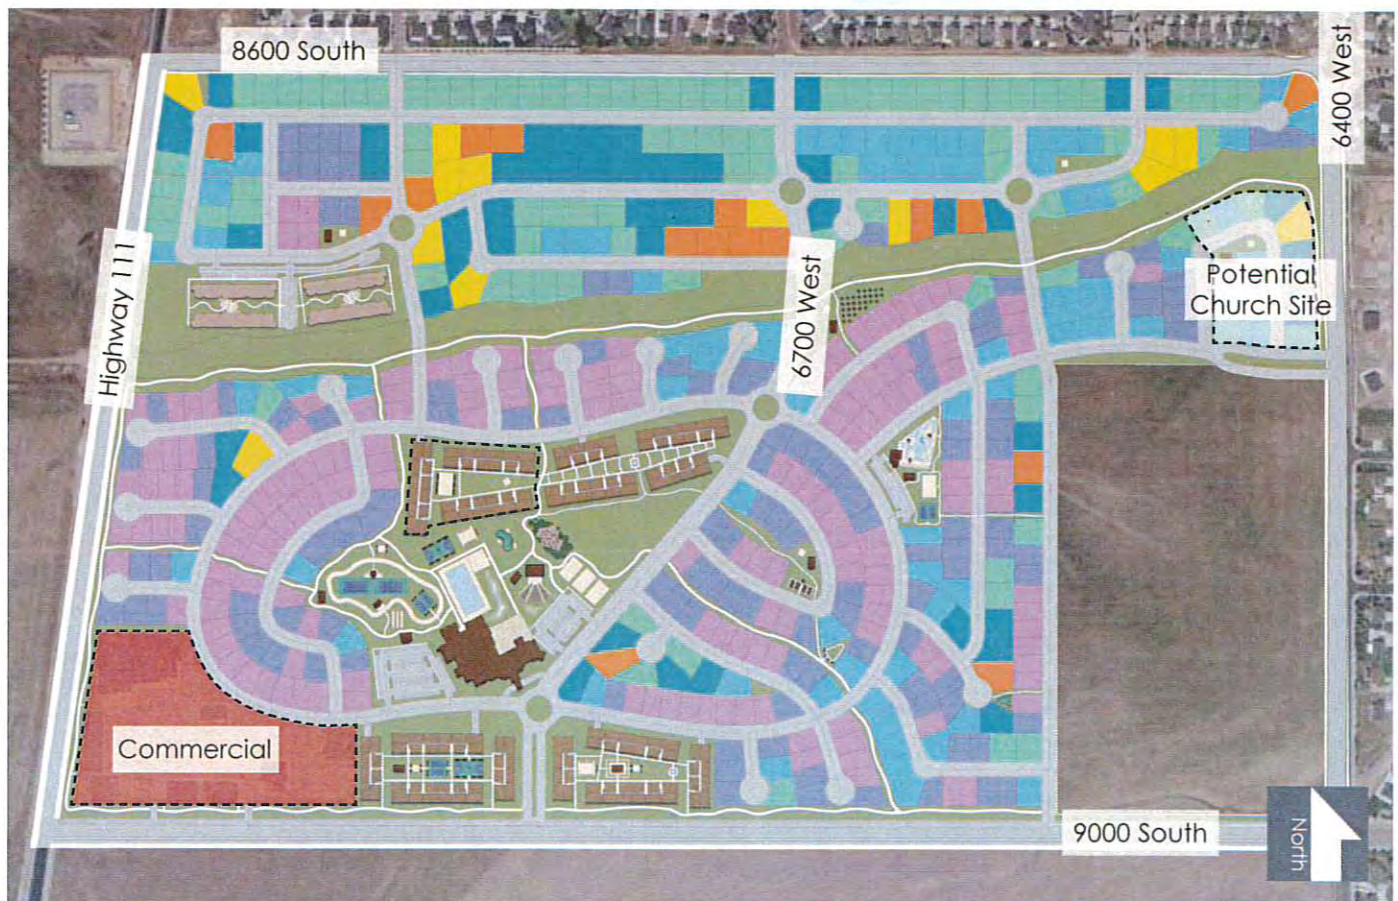 8600 South
6400 West
Highway 111
6700 West
Potential
Church Site
Commercial
9000 South
North